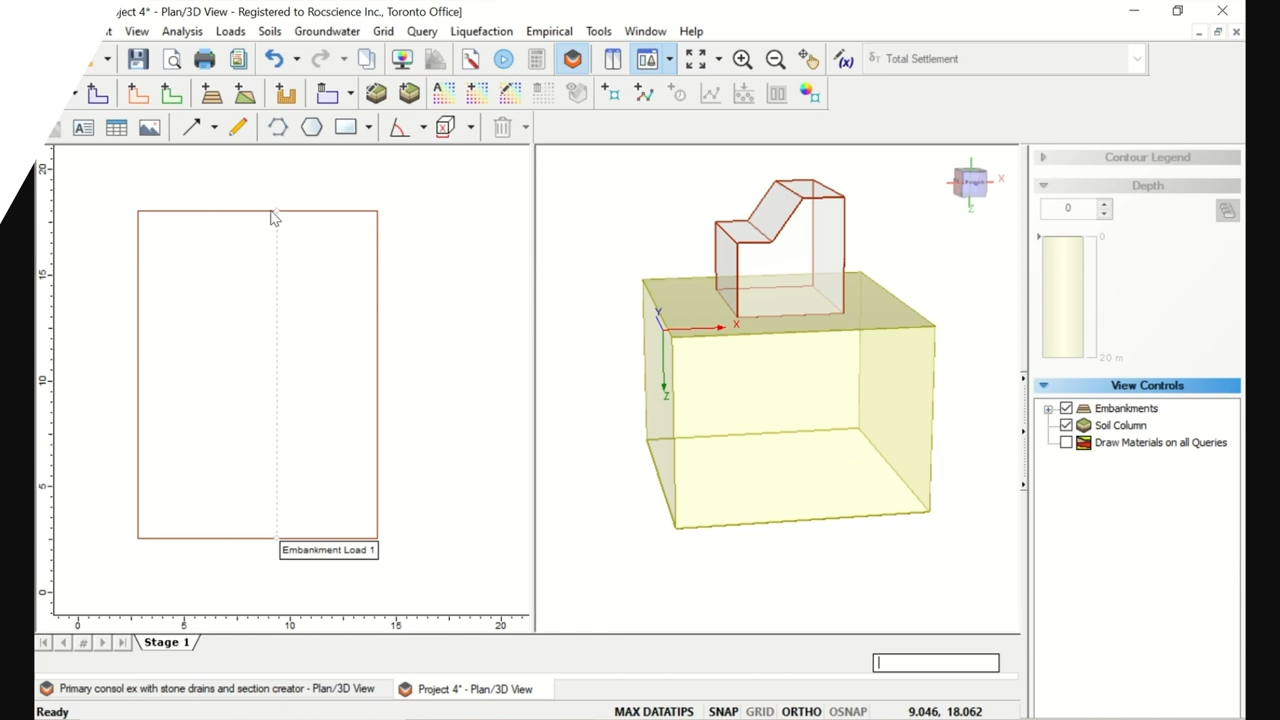 ject 4* - Plan/3D View - Registered to Rocscience Inc., Toronto Office]
View Analysis Loads Soils Groundwater Grid Query Liquefaction Empirical Tools Window Help
(x) δT Total Settlement
20
15
10
5
0
0 5 10 15 20
Embankment Load 1
X
Z
Y
X
Z
Contour Legend
Depth
0
0
20 m
View Controls
Embankments
Soil Column
Draw Materials on all Queries
# Stage 1
Primary consol ex with stone drains and section creator - Plan/3D View Project 4* - Plan/3D View
Ready MAX DATATIPS SNAP GRID ORTHO OSNAP 9.046, 18.062